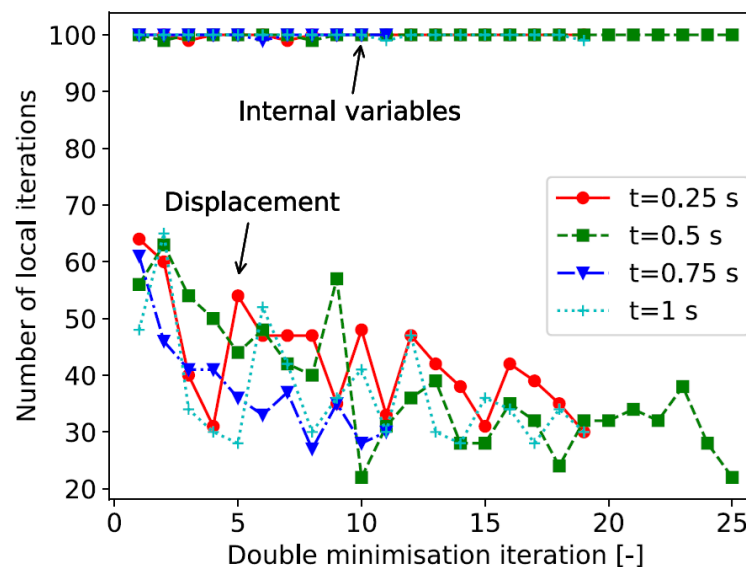 100
90
80
70
60
50
40
30
20
Number of local iterations
Internal variables
Displacement
t=0.25 s
t=0.5 s
t=0.75 s
t=1 s
0
5
10
15
20
25
Double minimisation iteration [-]